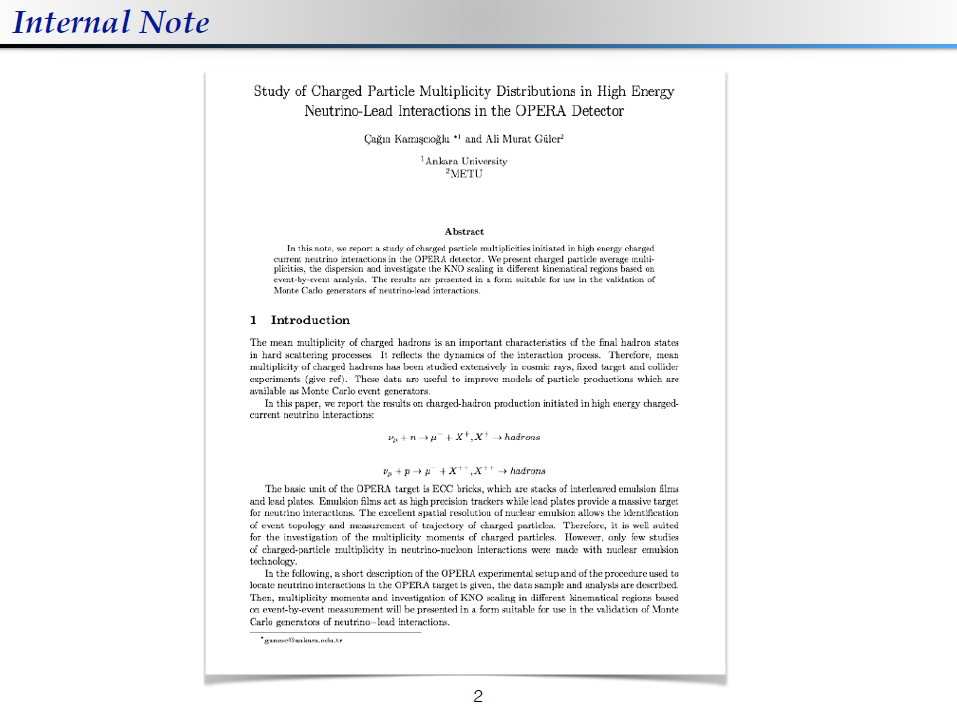 Internal Note
Study of Charged Particle Multiplicity Distributions in High Energy
Neutrino-Lead Interactions in the OPERA Detector
Çağın Kamışcıoğlu *1 and Ali Murat Güler2
1Ankara University
2METU
Abstract
In this note, we report a study of charged particle multiplicities initiated in high energy charged
current neutrino interactions in the OPERA detector. We present charged particle average multi-
plicities, the dispersion and investigate the KNO scaling in different kinematical regions based on
event-by-event analysis. The results are presented in a form suitable for use in the validation of
Monte Carlo generators of neutrino-lead interactions.
1 Introduction
The mean multiplicity of charged hadrons is an important characteristics of the final hadron states
in hard scattering processes. It reflects the dynamics of the interaction process. Therefore, mean
multiplicity of charged hadrons has been studied extensively in cosmic rays, fixed target and collider
experiments (give ref). These data are useful to improve models of particle productions which are
available as Monte Carlo event generators.
In this paper, we report the results on charged-hadron production initiated in high energy charged-
current neutrino interactions:
νμ + n → μ− + X+, X+ → hadrons
νμ + p → μ− + X++, X++ → hadrons
The basic unit of the OPERA target is ECC bricks, which are stacks of interleaved emulsion films
and lead plates. Emulsion films act as high precision trackers while lead plates provide a massive target
for neutrino interactions. The excellent spatial resolution of nuclear emulsion allows the identification
of event topology and measurement of trajectory of charged particles. Therefore, it is well suited
for the investigation of the multiplicity moments of charged particles. However, only few studies
of charged-particle multiplicity in neutrino-nucleon interactions were made with nuclear emulsion
technology.
In the following, a short description of the OPERA experimental setup and of the procedure used to
locate neutrino interactions in the OPERA target is given, the data sample and analysis are described.
Then, multiplicity moments and investigation of KNO scaling in different kinematical regions based
on event-by-event measurement will be presented in a form suitable for use in the validation of Monte
Carlo generators of neutrino−lead interactions.
2